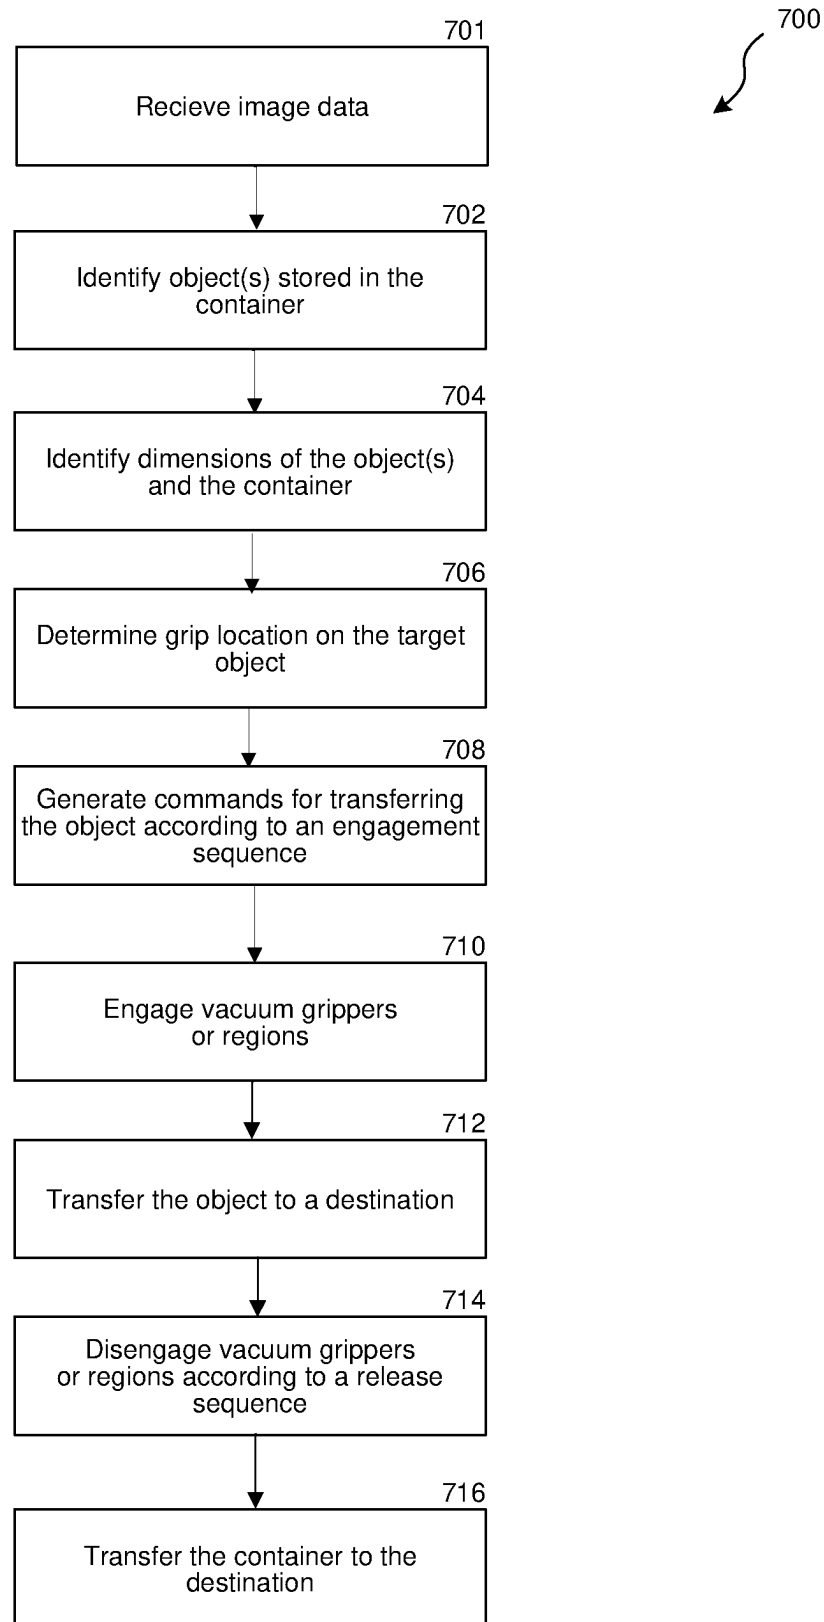 700
701
Recieve image data
702
Identify object(s) stored in the
container
704
Identify dimensions of the object(s)
and the container
706
Determine grip location on the target
object
708
Generate commands for transferring
the object according to an engagement
sequence
710
Engage vacuum grippers
or regions
712
Transfer the object to a destination
714
Disengage vacuum grippers
or regions according to a release
sequence
716
Transfer the container to the
destination